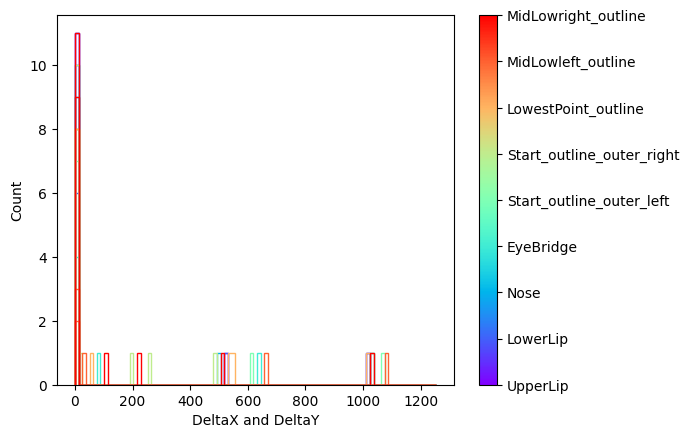 10
8
6
4
2
0
Count
0 200 400 600 800 1000 1200
DeltaX and DeltaY
MidLowright_outline
MidLowleft_outline
LowestPoint_outline
Start_outline_outer_right
Start_outline_outer_left
EyeBridge
Nose
LowerLip
UpperLip